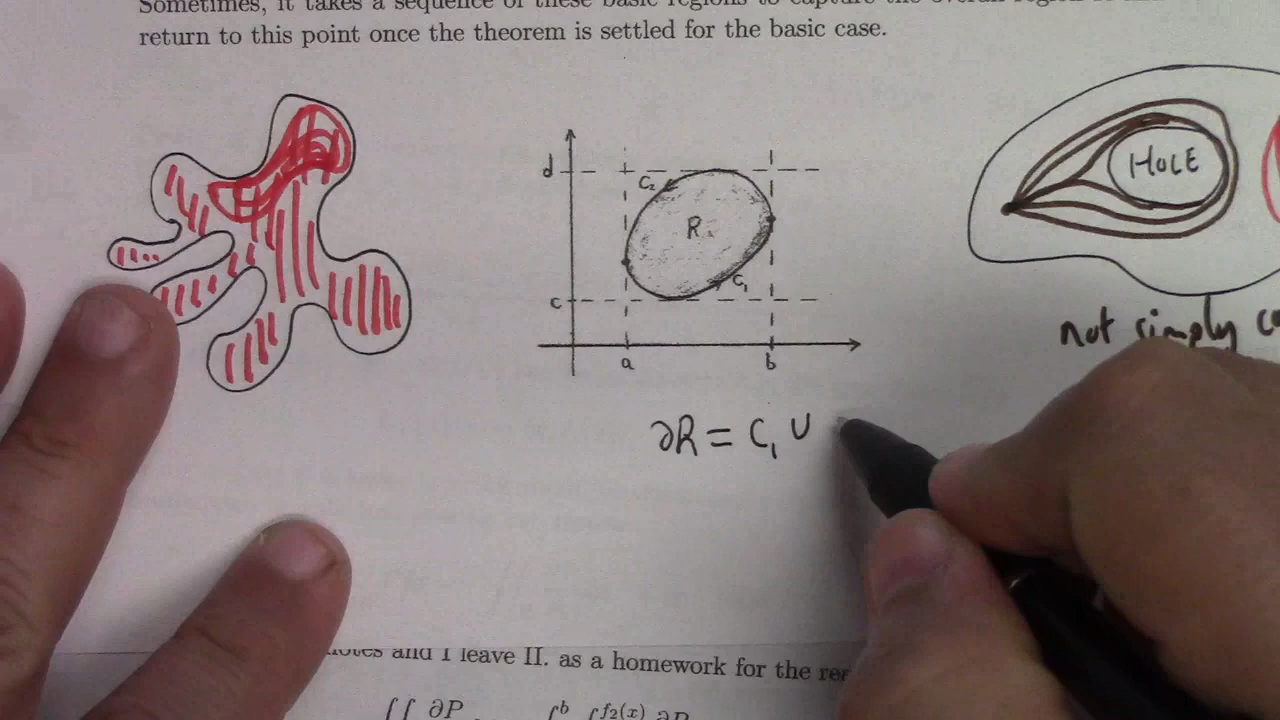 Sometimes, it takes a sequence of these basic regions to capture the overall region
return to this point once the theorem is settled for the basic case.
d
C₂
HOLE
R
C₁
c
a
b
not simply
∂R = C₁ ∪
notes and I leave II. as a homework for the
∬ ∂P
∫ᵇ ∫^{f₂(x)} ∂P